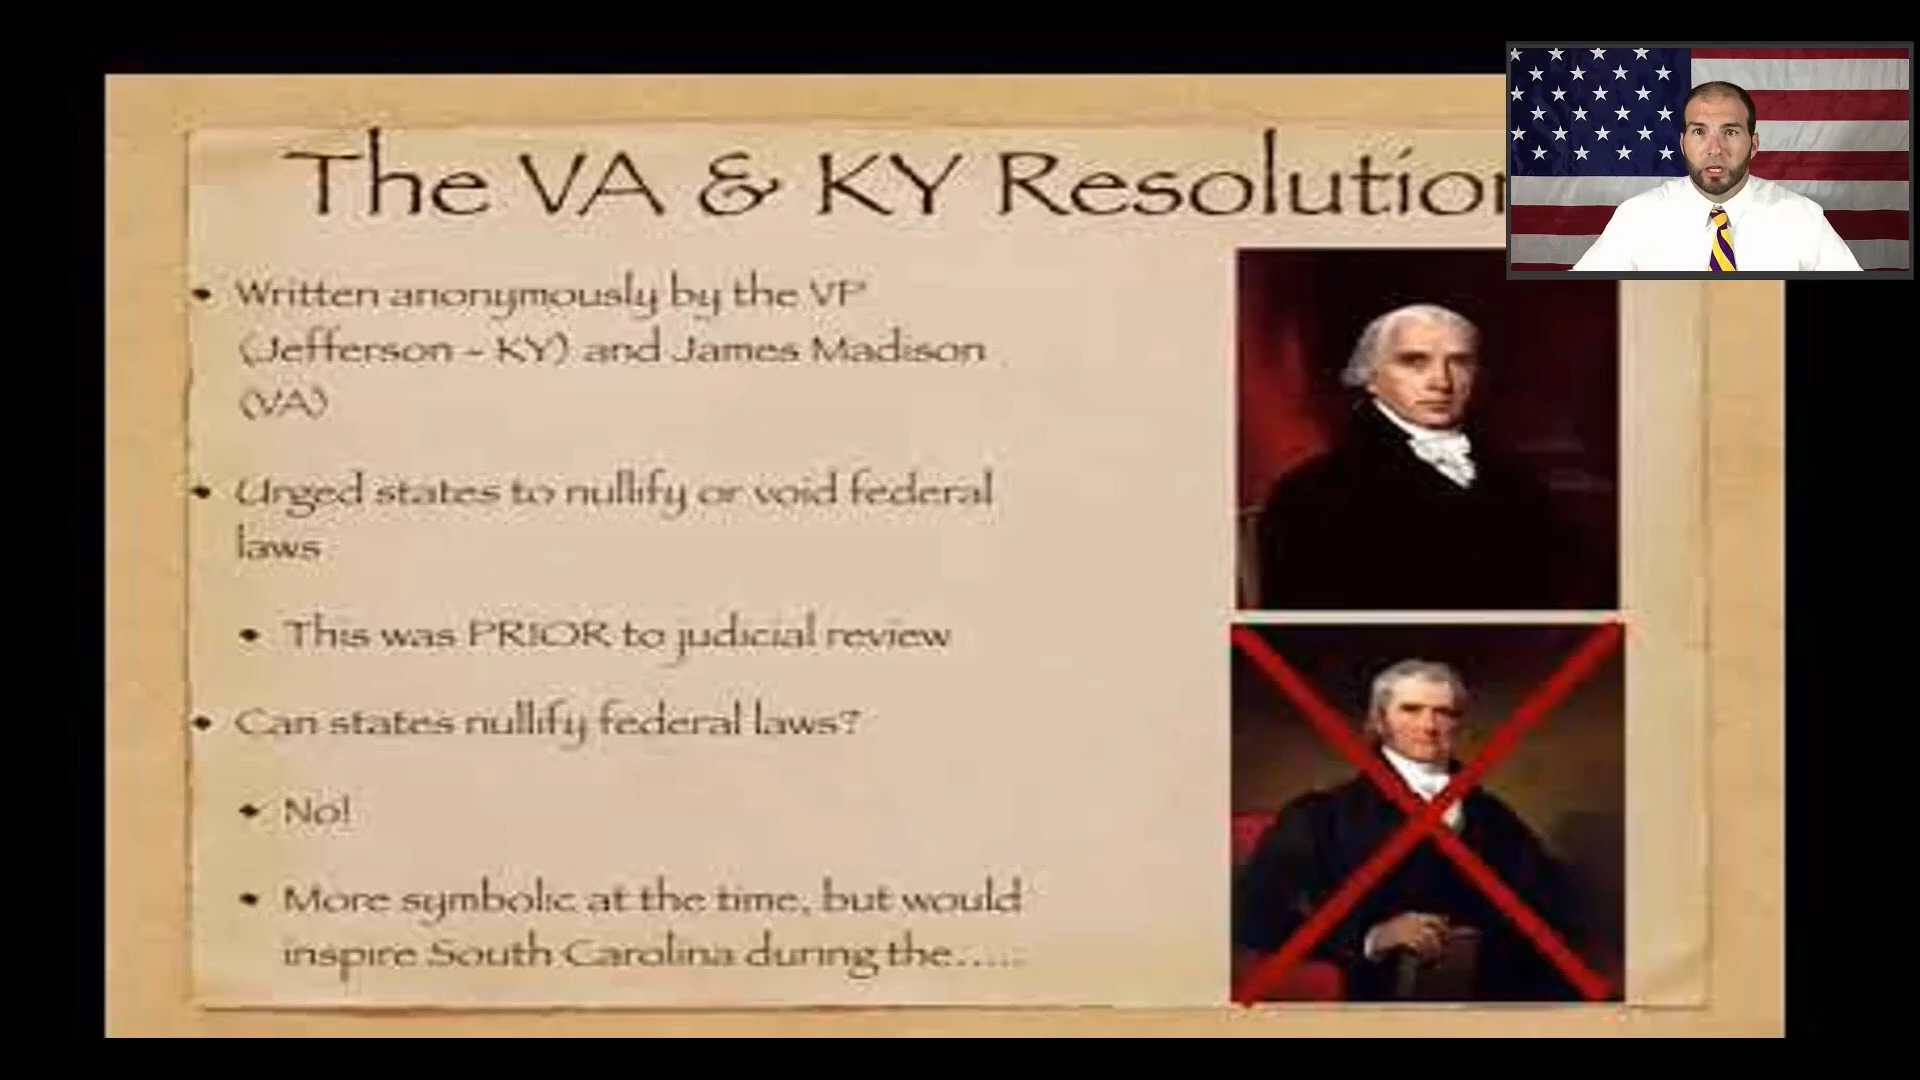 The VA & KY Resolution
• Written anonymously by the VP
(Jefferson - KY) and James Madison
(VA)
• Urged states to nullify or void federal
laws
• This was PRIOR to judicial review
• Can states nullify federal laws?
• No!
• More symbolic at the time, but would
inspire South Carolina during the.....